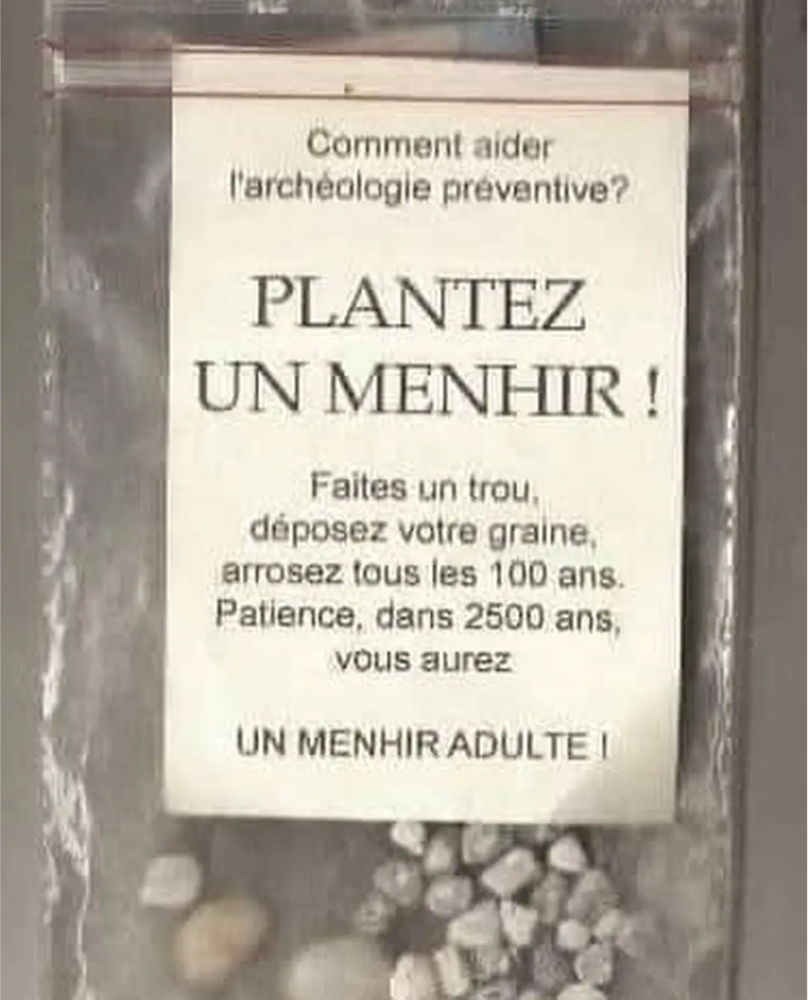 Comment aider
l'archéologie préventive?
PLANTEZ
UN MENHIR !
Faites un trou,
déposez votre graine,
arrosez tous les 100 ans.
Patience, dans 2500 ans,
vous aurez
UN MENHIR ADULTE !